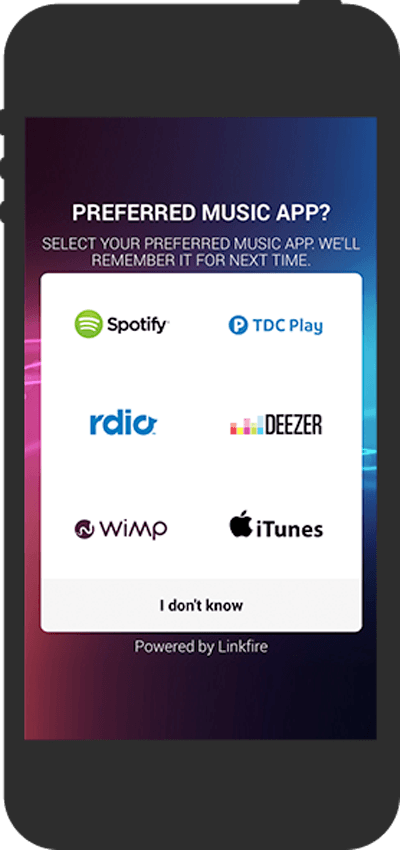 PREFERRED MUSIC APP?
SELECT YOUR PREFERRED MUSIC APP. WE'LL
REMEMBER IT FOR NEXT TIME.
Spotify
TDC Play
rdio
DEEZER
WiMP
iTunes
I don't know
Powered by Linkfire